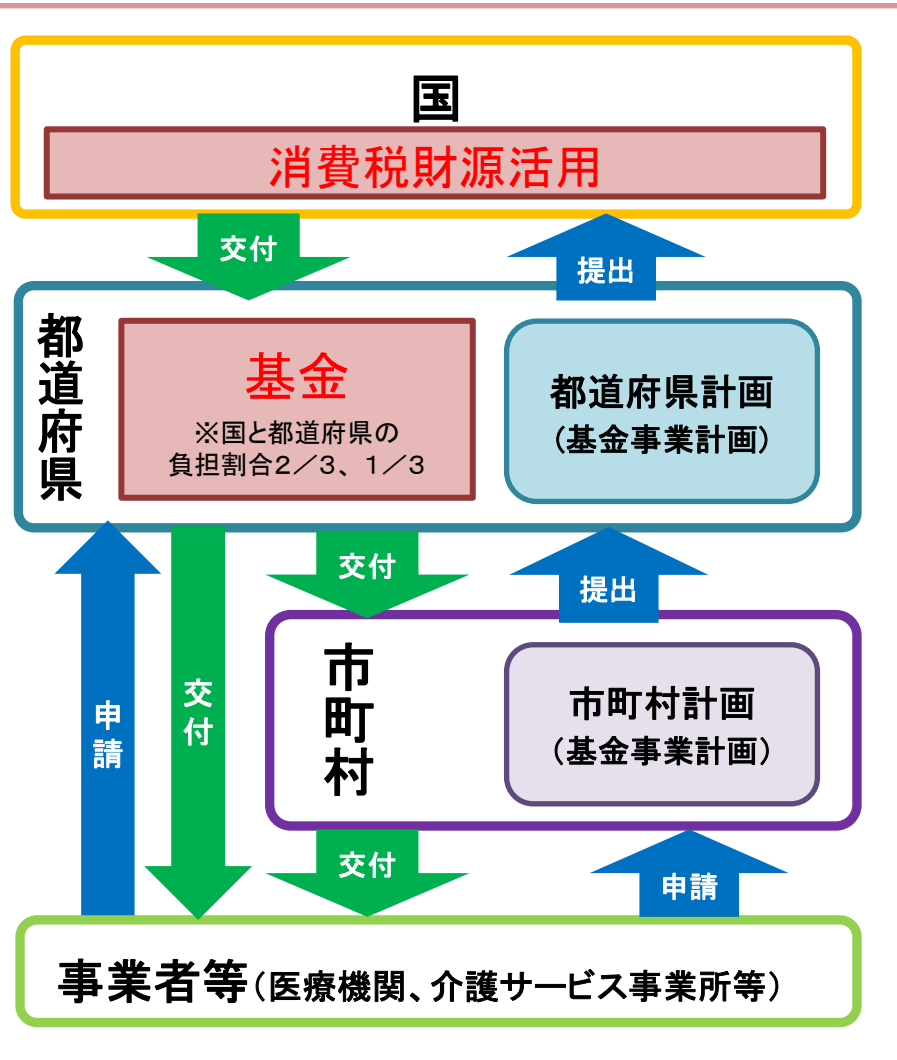 国
消費税財源活用
交付
提出
都道府県
基金
※国と都道府県の
負担割合2／3、1／3
都道府県計画
(基金事業計画)
交付
提出
申請
交付
市町村
市町村計画
(基金事業計画)
交付
申請
事業者等(医療機関、介護サービス事業所等)